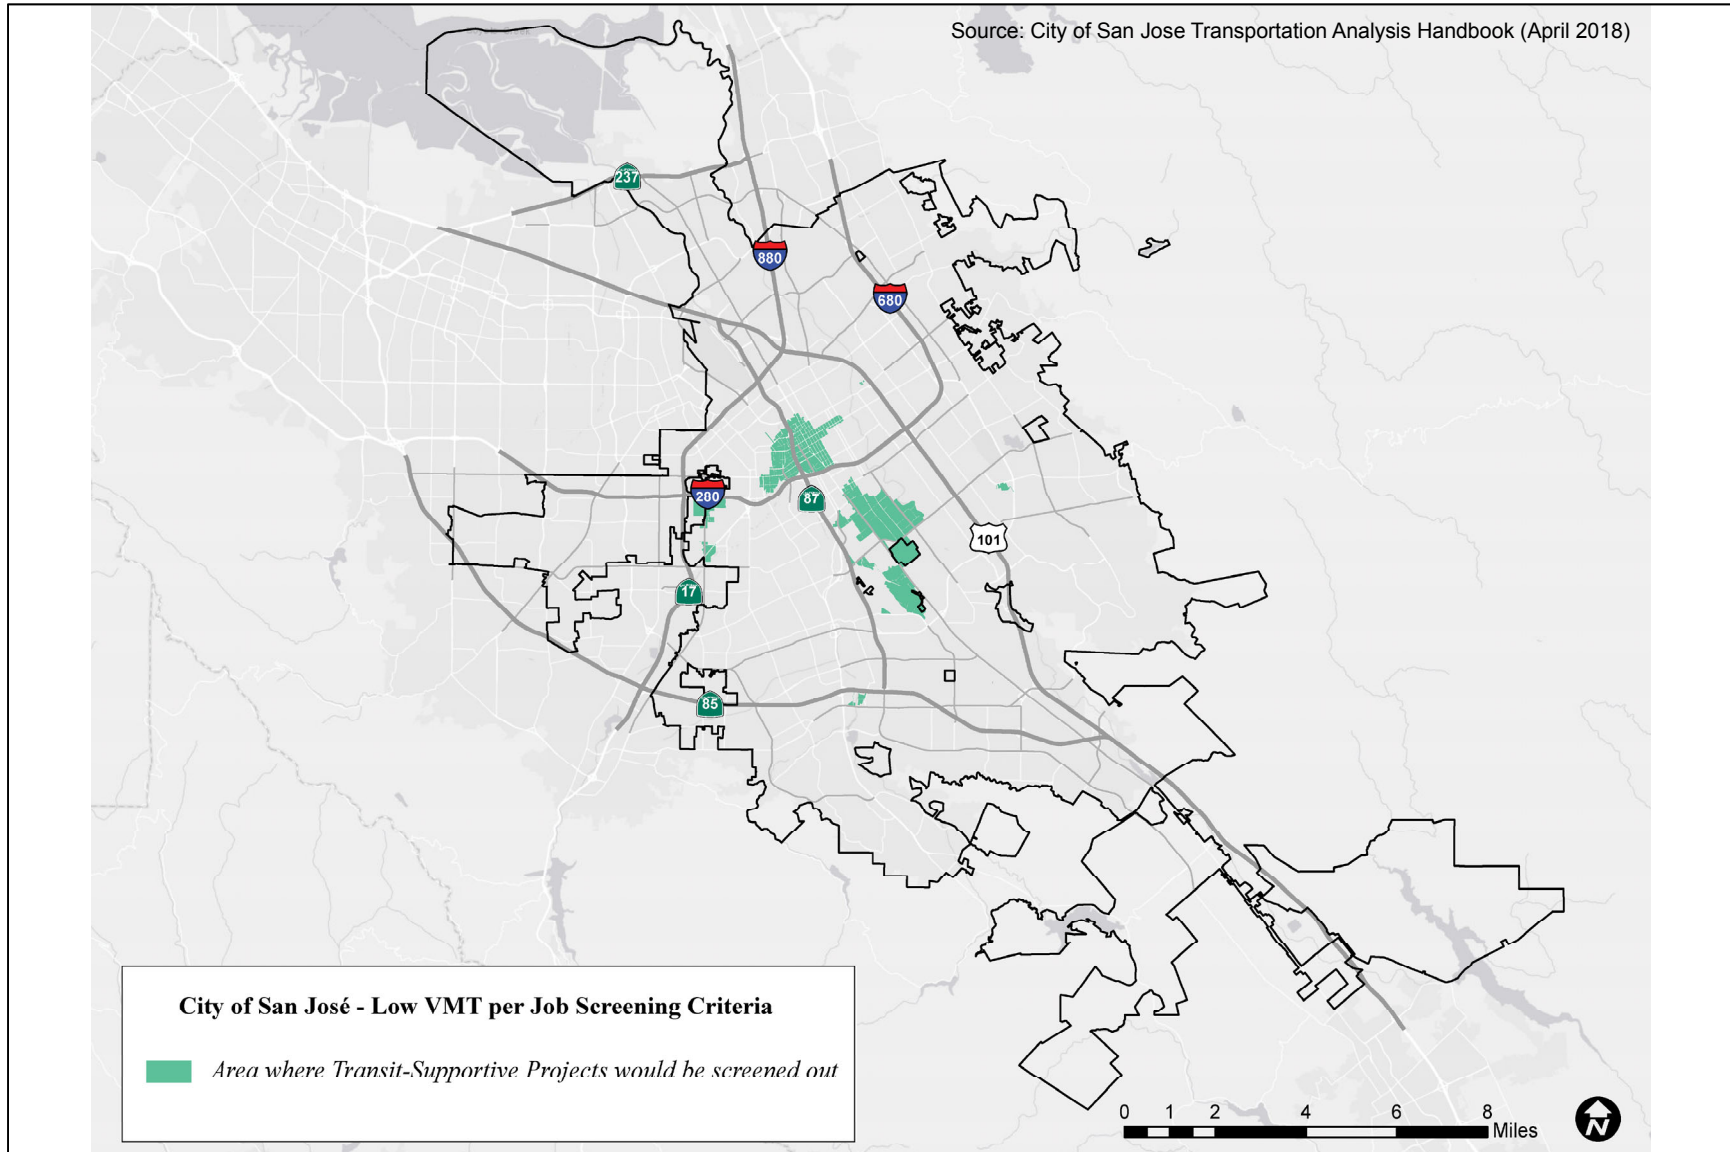 Source: City of San Jose Transportation Analysis Handbook (April 2018)
237
880
680
280
87
101
17
85
City of San José - Low VMT per Job Screening Criteria
Area where Transit-Supportive Projects would be screened out
0 1 2 4 6 8
Miles
N